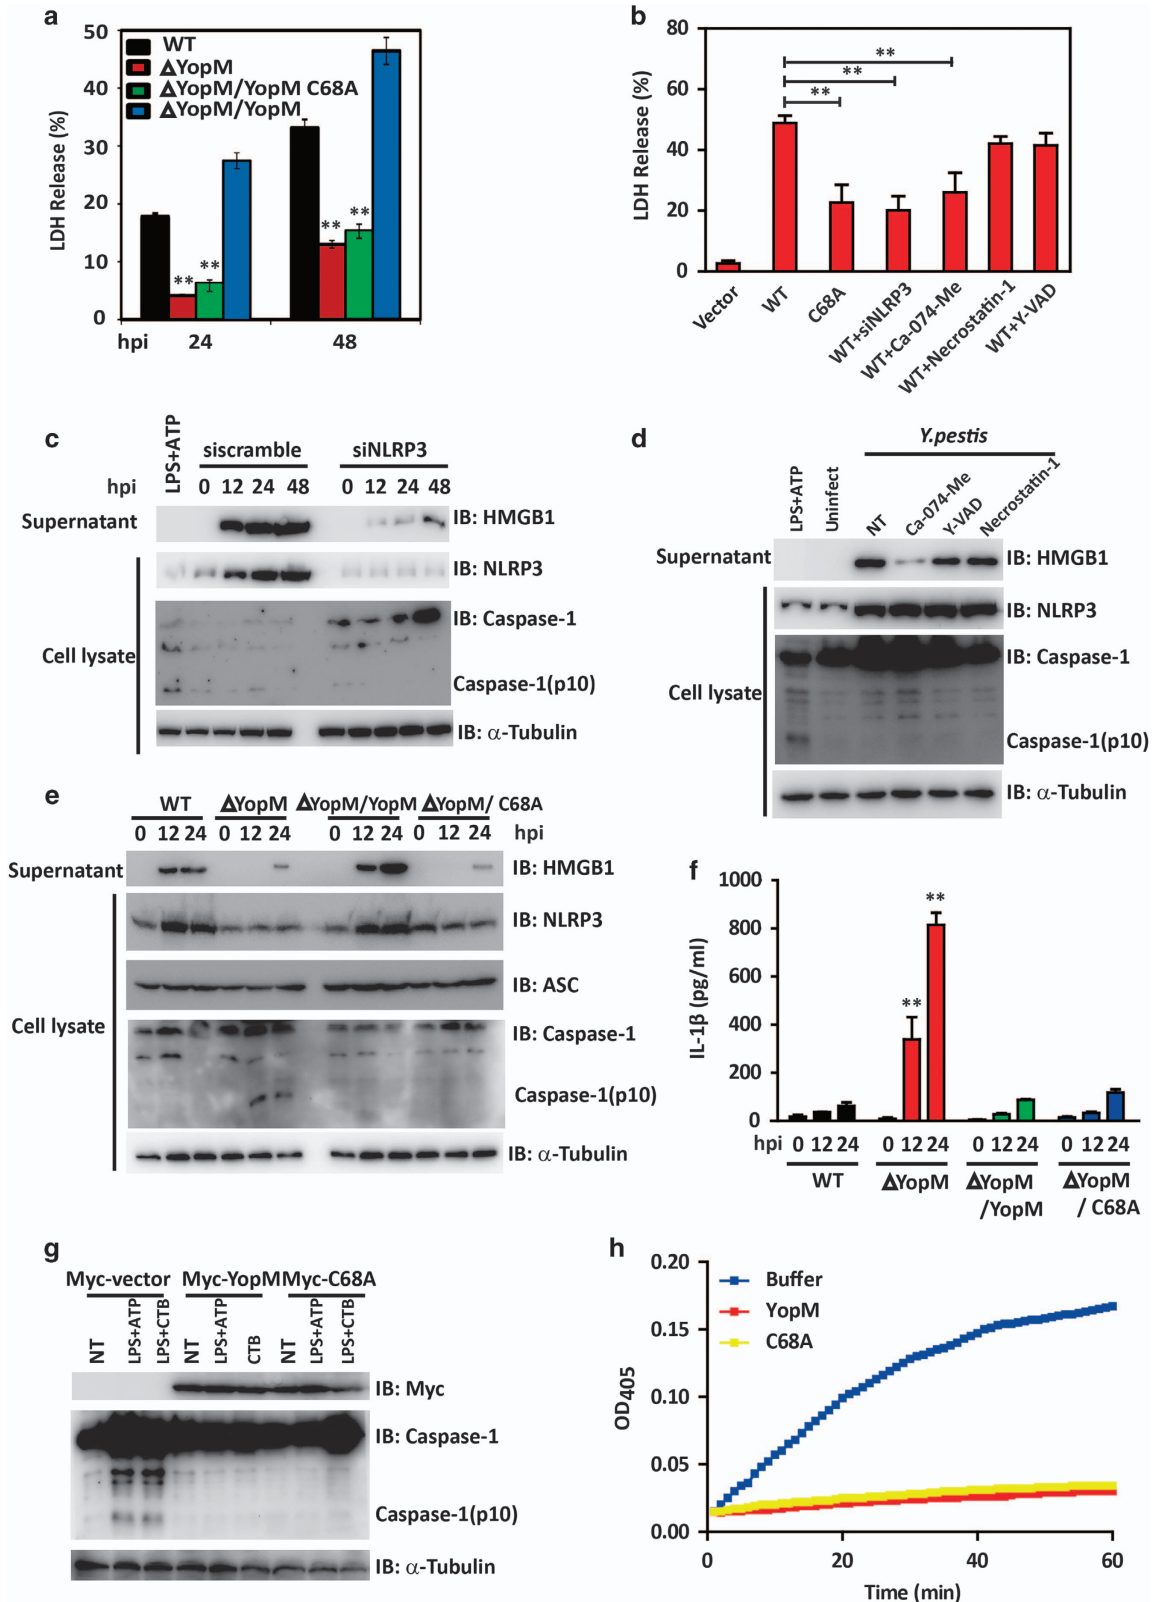 a
LDH Release (%)
50
40
30
20
10
0
WT
ΔYopM
ΔYopM/YopM C68A
ΔYopM/YopM
** ** ** **
hpi 24 48
b
LDH Release (%)
80
60
40
20
0
**
**
**
Vector
WT
C68A
WT+siNLRP3
WT+Ca-074-Me
WT+Necrostatin-1
WT+Y-VAD
c
LPS+ATP siscramble siNLRP3
hpi 0 12 24 48 0 12 24 48
Supernatant IB: HMGB1
IB: NLRP3
IB: Caspase-1
Cell lysate
Caspase-1(p10)
IB: α-Tubulin
d
Y.pestis
LPS+ATP Uninfect NT Ca-074-Me Y-VAD Necrostatin-1
Supernatant IB: HMGB1
IB: NLRP3
IB: Caspase-1
Cell lysate
Caspase-1(p10)
IB: α-Tubulin
e
WT ΔYopM ΔYopM/YopM ΔYopM/ C68A
0 12 24 0 12 24 0 12 24 0 12 24 hpi
Supernatant IB: HMGB1
IB: NLRP3
IB: ASC
Cell lysate IB: Caspase-1
Caspase-1(p10)
IB: α-Tubulin
f
IL-1β (pg/ml)
1000
800
600
400
200
0
**
**
hpi 0 12 24 0 12 24 0 12 24 0 12 24
WT ΔYopM ΔYopM /YopM ΔYopM / C68A
g
Myc-vector Myc-YopM Myc-C68A
NT LPS+ATP LPS+CTB NT LPS+ATP CTB NT LPS+ATP LPS+CTB
IB: Myc
IB: Caspase-1
Caspase-1(p10)
IB: α-Tubulin
h
OD405
0.20
0.15
0.10
0.05
0.00
Buffer
YopM
C68A
0 20 40 60
Time (min)